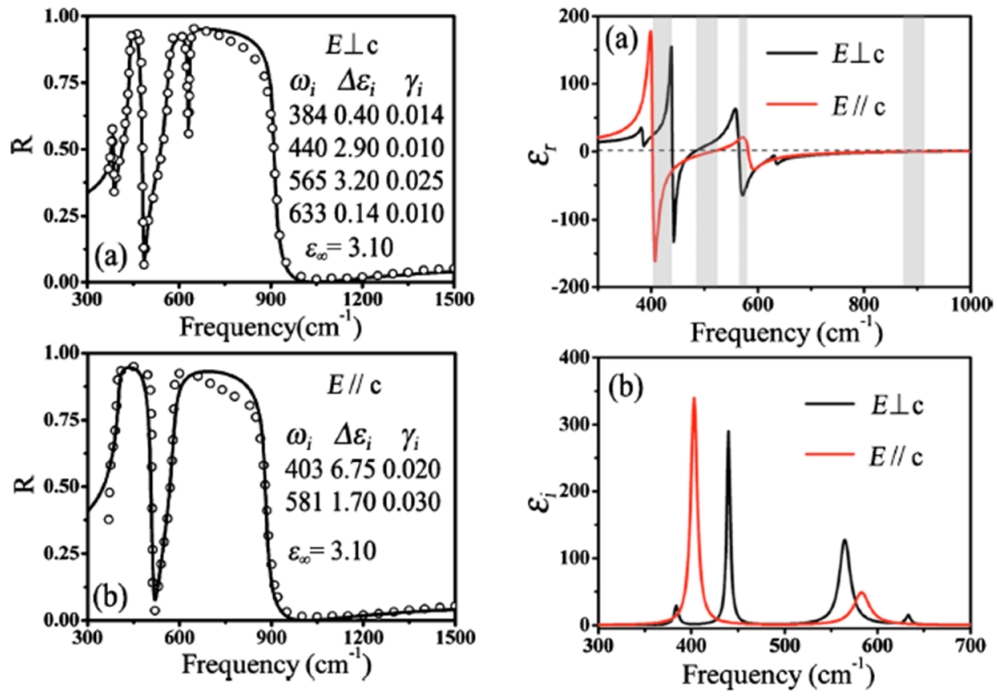 1.00
0.75
0.50
0.25
0.00
R
E⊥c
ωi Δεi γi
384 0.40 0.014
440 2.90 0.010
565 3.20 0.025
633 0.14 0.010
ε∞= 3.10
(a)
300 600 900 1200 1500
Frequency(cm-1)
1.00
0.75
0.50
0.25
0.00
R
E // c
ωi Δεi γi
403 6.75 0.020
581 1.70 0.030
ε∞= 3.10
(b)
300 600 900 1200 1500
Frequency (cm-1)
200
100
0
-100
-200
εr
(a)
E⊥c
E // c
400 600 800 1000
Frequency (cm-1)
400
300
200
100
0
εi
(b)
E⊥c
E // c
300 400 500 600 700
Frequency (cm-1)